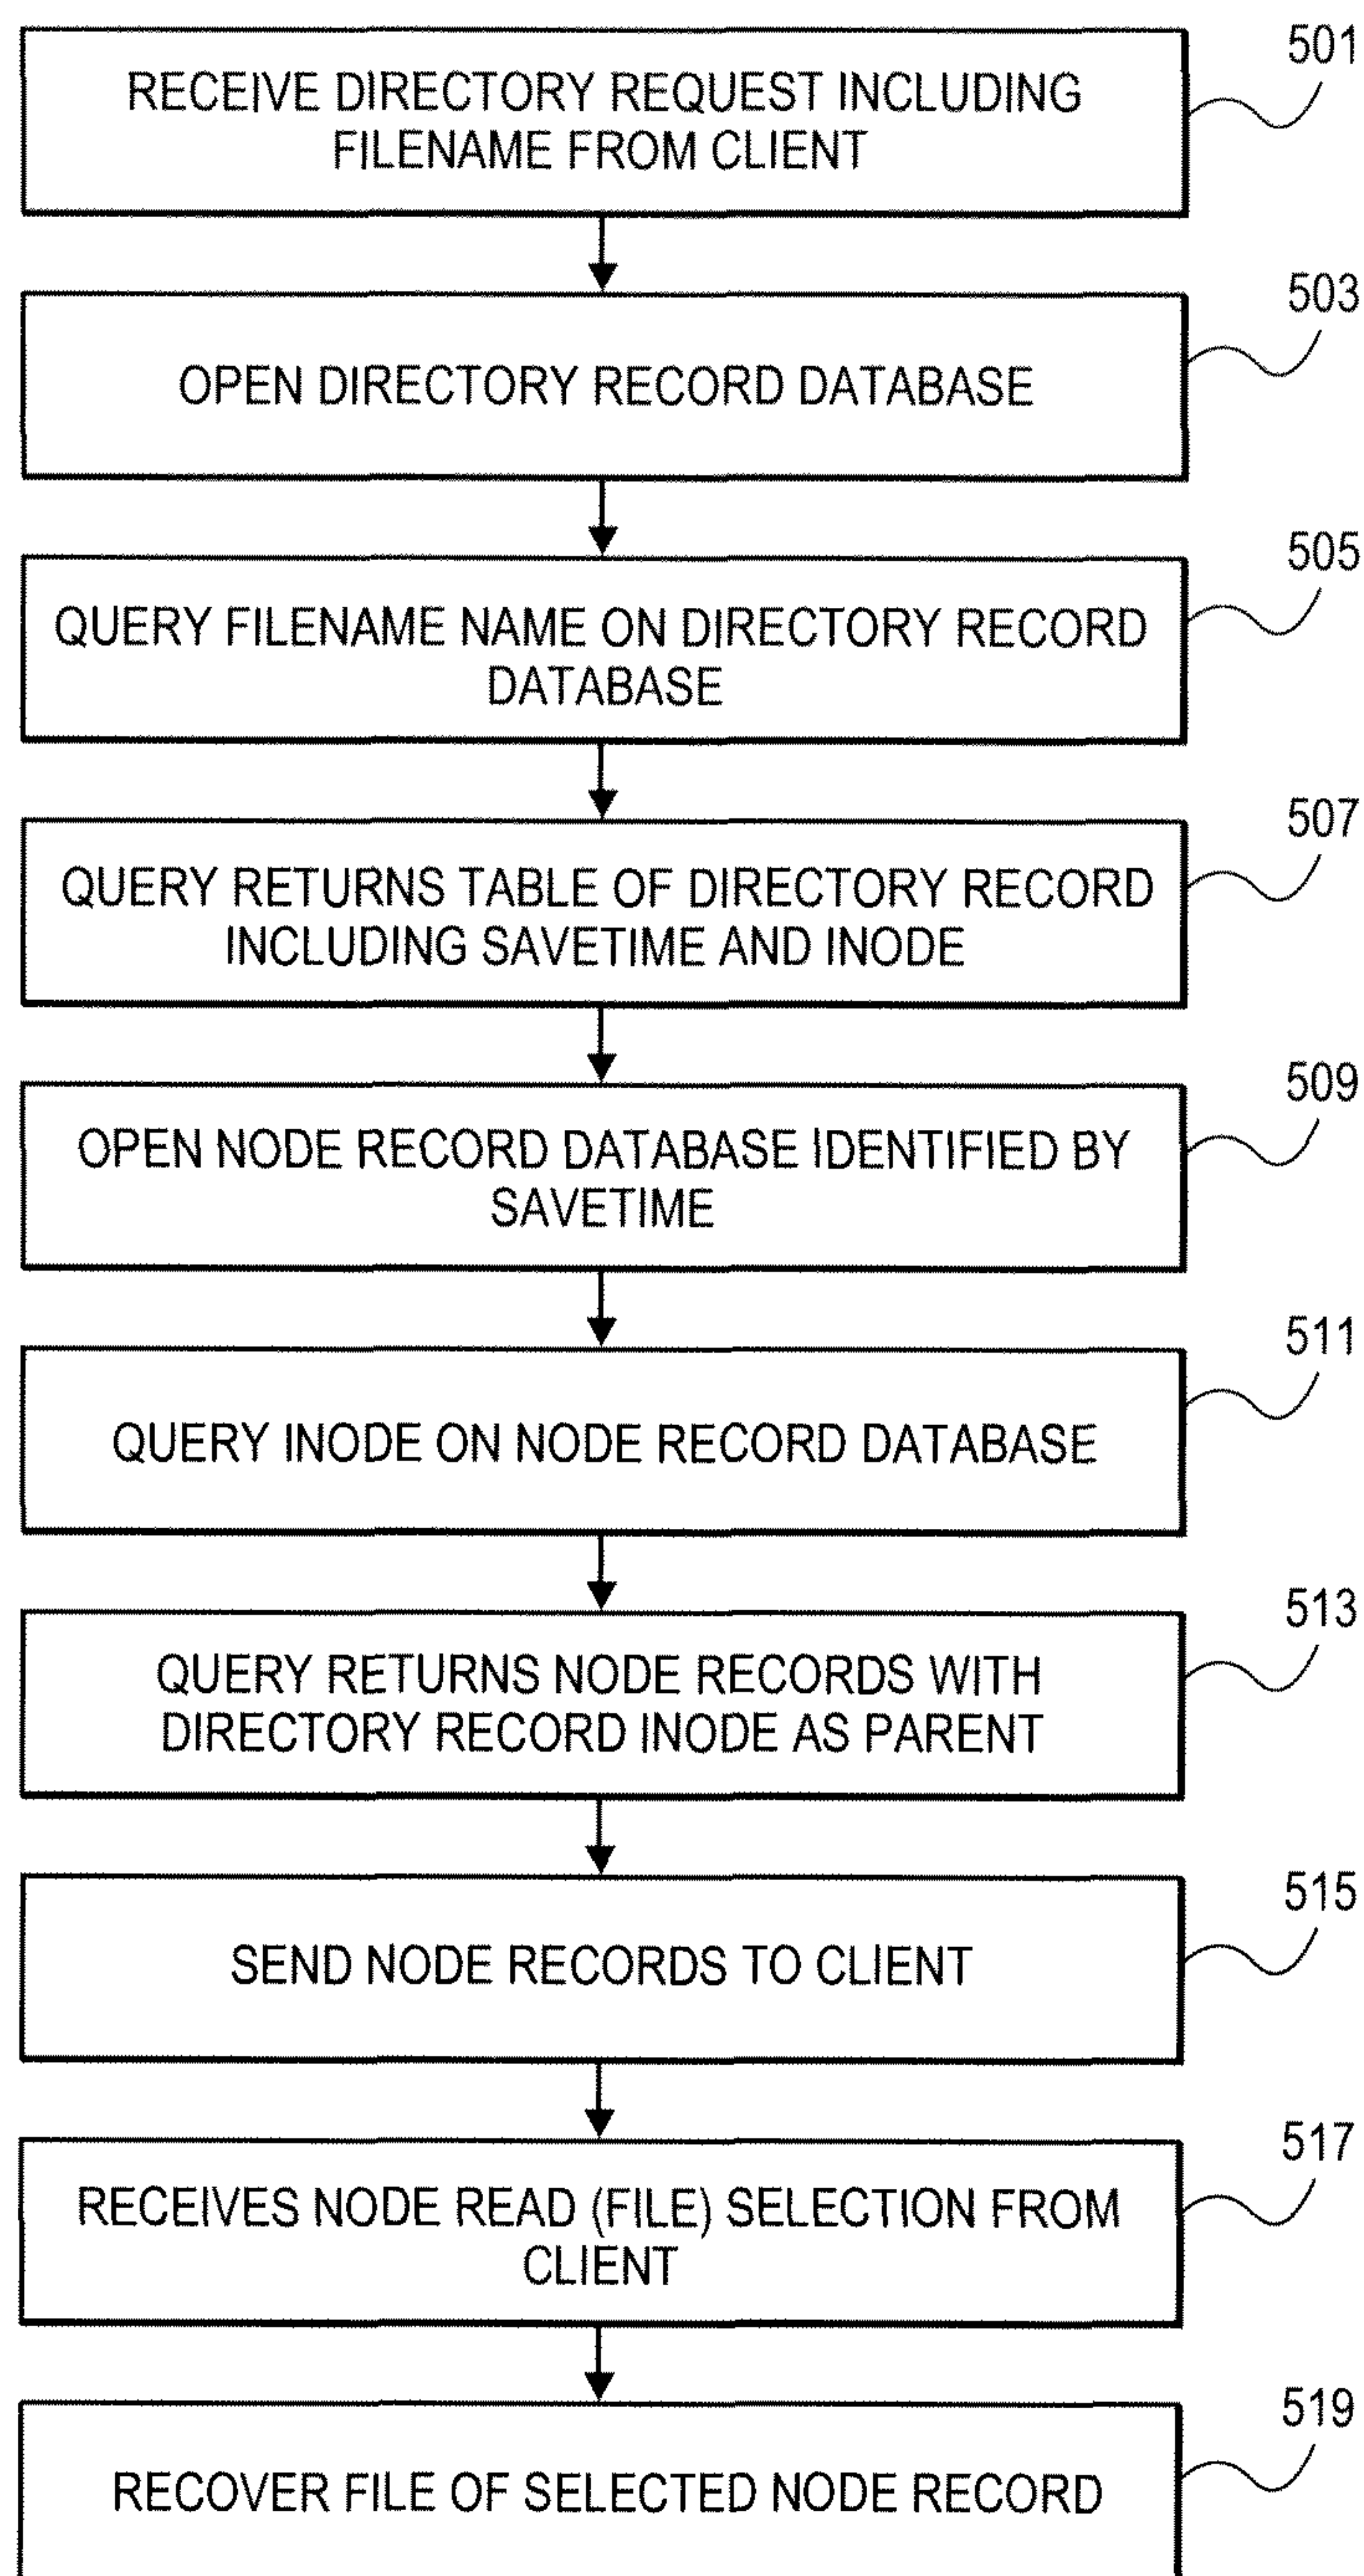 501
RECEIVE DIRECTORY REQUEST INCLUDING
FILENAME FROM CLIENT
503
OPEN DIRECTORY RECORD DATABASE
505
QUERY FILENAME NAME ON DIRECTORY RECORD
DATABASE
507
QUERY RETURNS TABLE OF DIRECTORY RECORD
INCLUDING SAVETIME AND INODE
509
OPEN NODE RECORD DATABASE IDENTIFIED BY
SAVETIME
511
QUERY INODE ON NODE RECORD DATABASE
513
QUERY RETURNS NODE RECORDS WITH
DIRECTORY RECORD INODE AS PARENT
515
SEND NODE RECORDS TO CLIENT
517
RECEIVES NODE READ (FILE) SELECTION FROM
CLIENT
519
RECOVER FILE OF SELECTED NODE RECORD